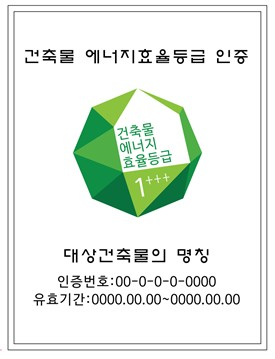 건축물 에너지효율등급 인증
건축물
에너지
효율등급
1+++
대상건축물의 명칭
인증번호:00-0-0-0-0000
유효기간:0000.00.00~0000.00.00